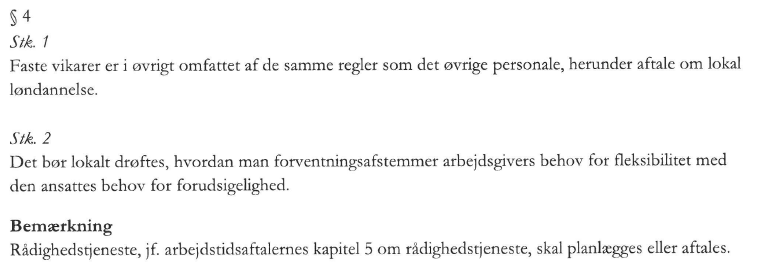 § 4
Stk. 1
Faste vikarer er i øvrigt omfattet af de samme regler som det øvrige personale, herunder aftale om lokal
løndannelse.
Stk. 2
Det bør lokalt drøftes, hvordan man forventningsafstemmer arbejdsgivers behov for fleksibilitet med
den ansattes behov for forudsigelighed.
Bemærkning
Rådighedstjeneste, jf. arbejdstidsaftalernes kapitel 5 om rådighedstjeneste, skal planlægges eller aftales.